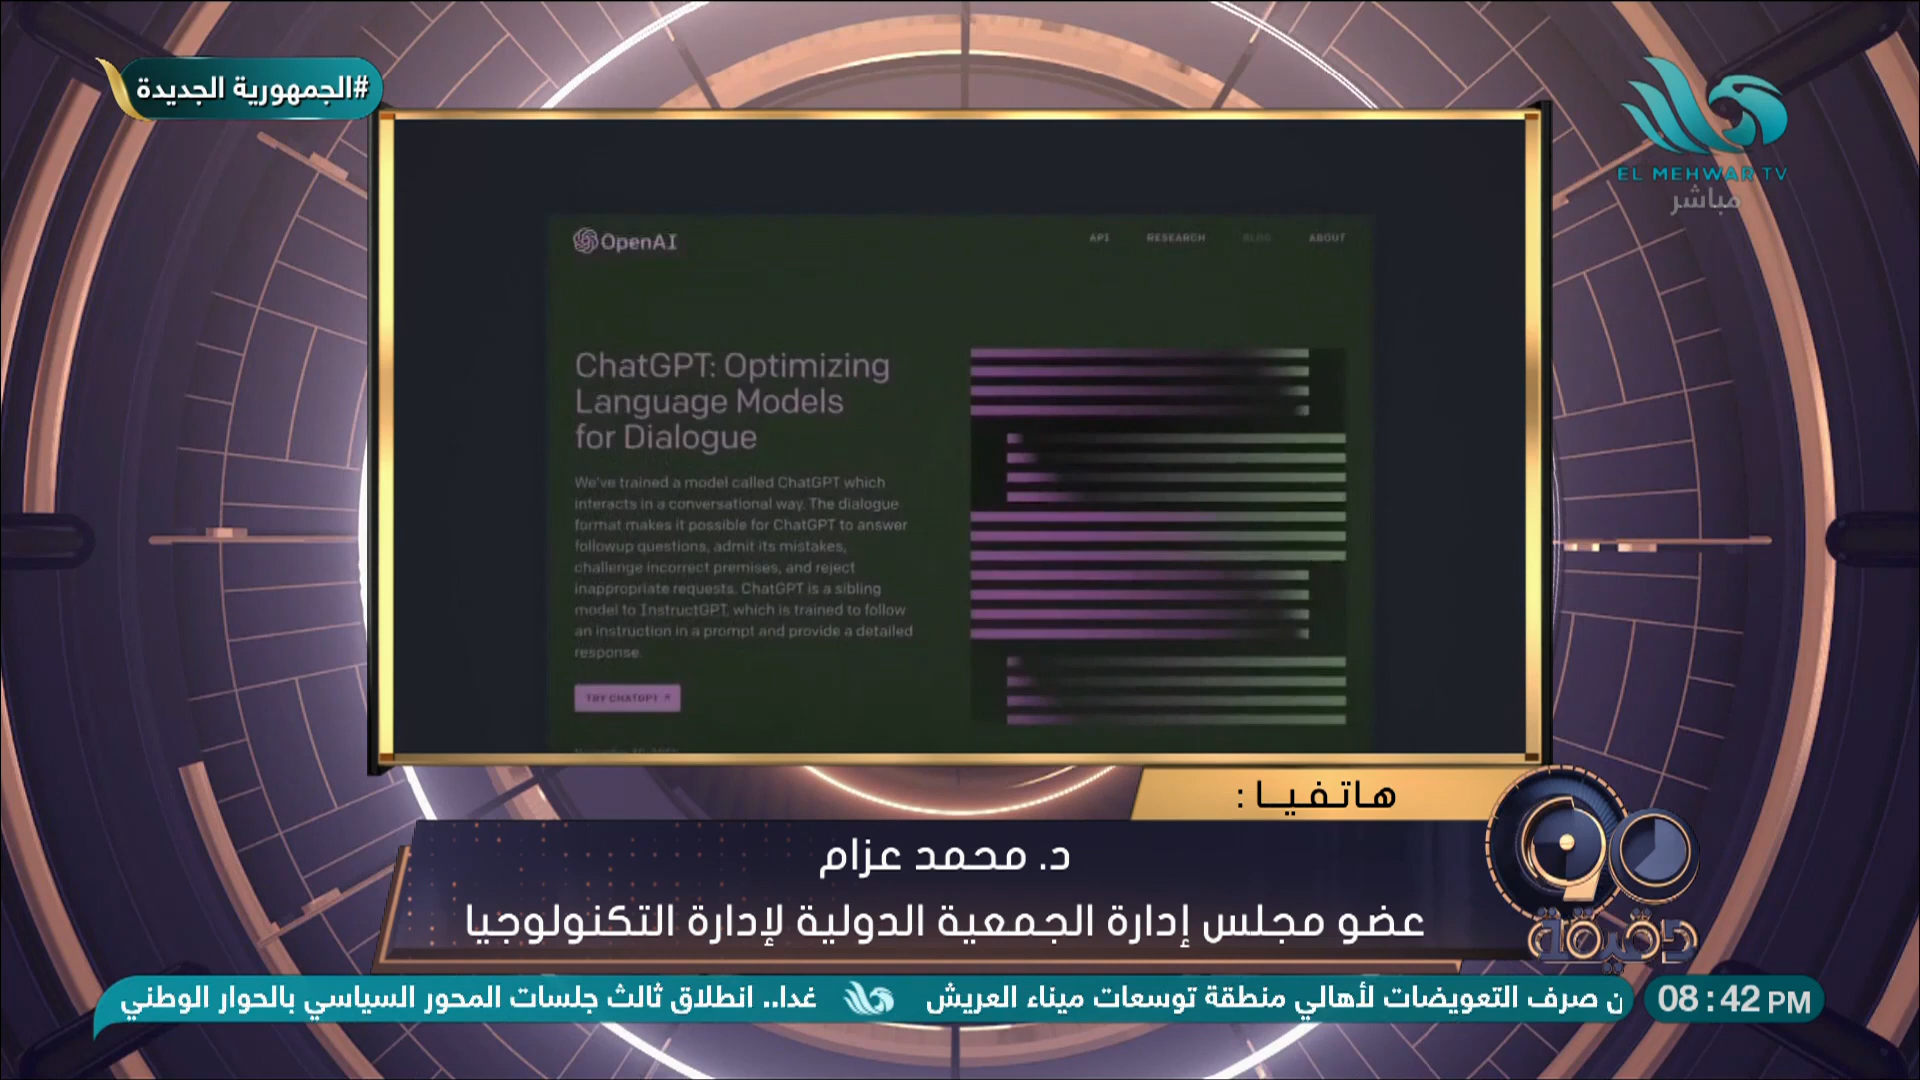 #الجمهورية الجديدة
EL MEHWAR TV
مباشر
OpenAI
API RESEARCH BLOG ABOUT
ChatGPT: Optimizing
Language Models
for Dialogue
We've trained a model called ChatGPT which
interacts in a conversational way. The dialogue
format makes it possible for ChatGPT to answer
followup questions, admit its mistakes,
challenge incorrect premises, and reject
inappropriate requests. ChatGPT is a sibling
model to InstructGPT, which is trained to follow
an instruction in a prompt and provide a detailed
response.
TRY CHATGPT
هاتفيا :
د. محمد عزام
عضو مجلس إدارة الجمعية الدولية لإدارة التكنولوجيا
90
دقيقة
ن صرف التعويضات لأهالي منطقة توسعات ميناء العريش
غدا.. انطلاق ثالث جلسات المحور السياسي بالحوار الوطني
08:42 PM